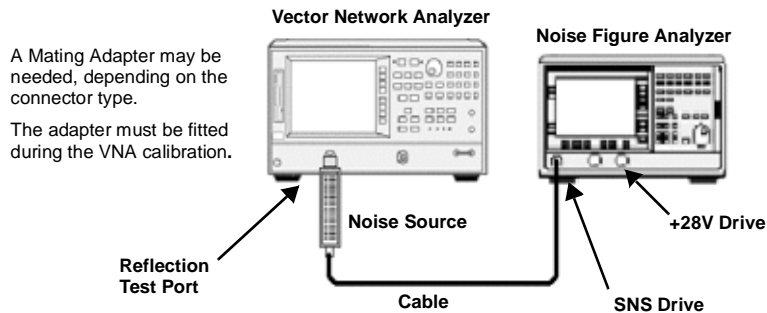 Vector Network Analyzer
Noise Figure Analyzer
A Mating Adapter may be
needed, depending on the
connector type.
The adapter must be fitted
during the VNA calibration.
Noise Source
+28V Drive
Reflection
Test Port
Cable
SNS Drive